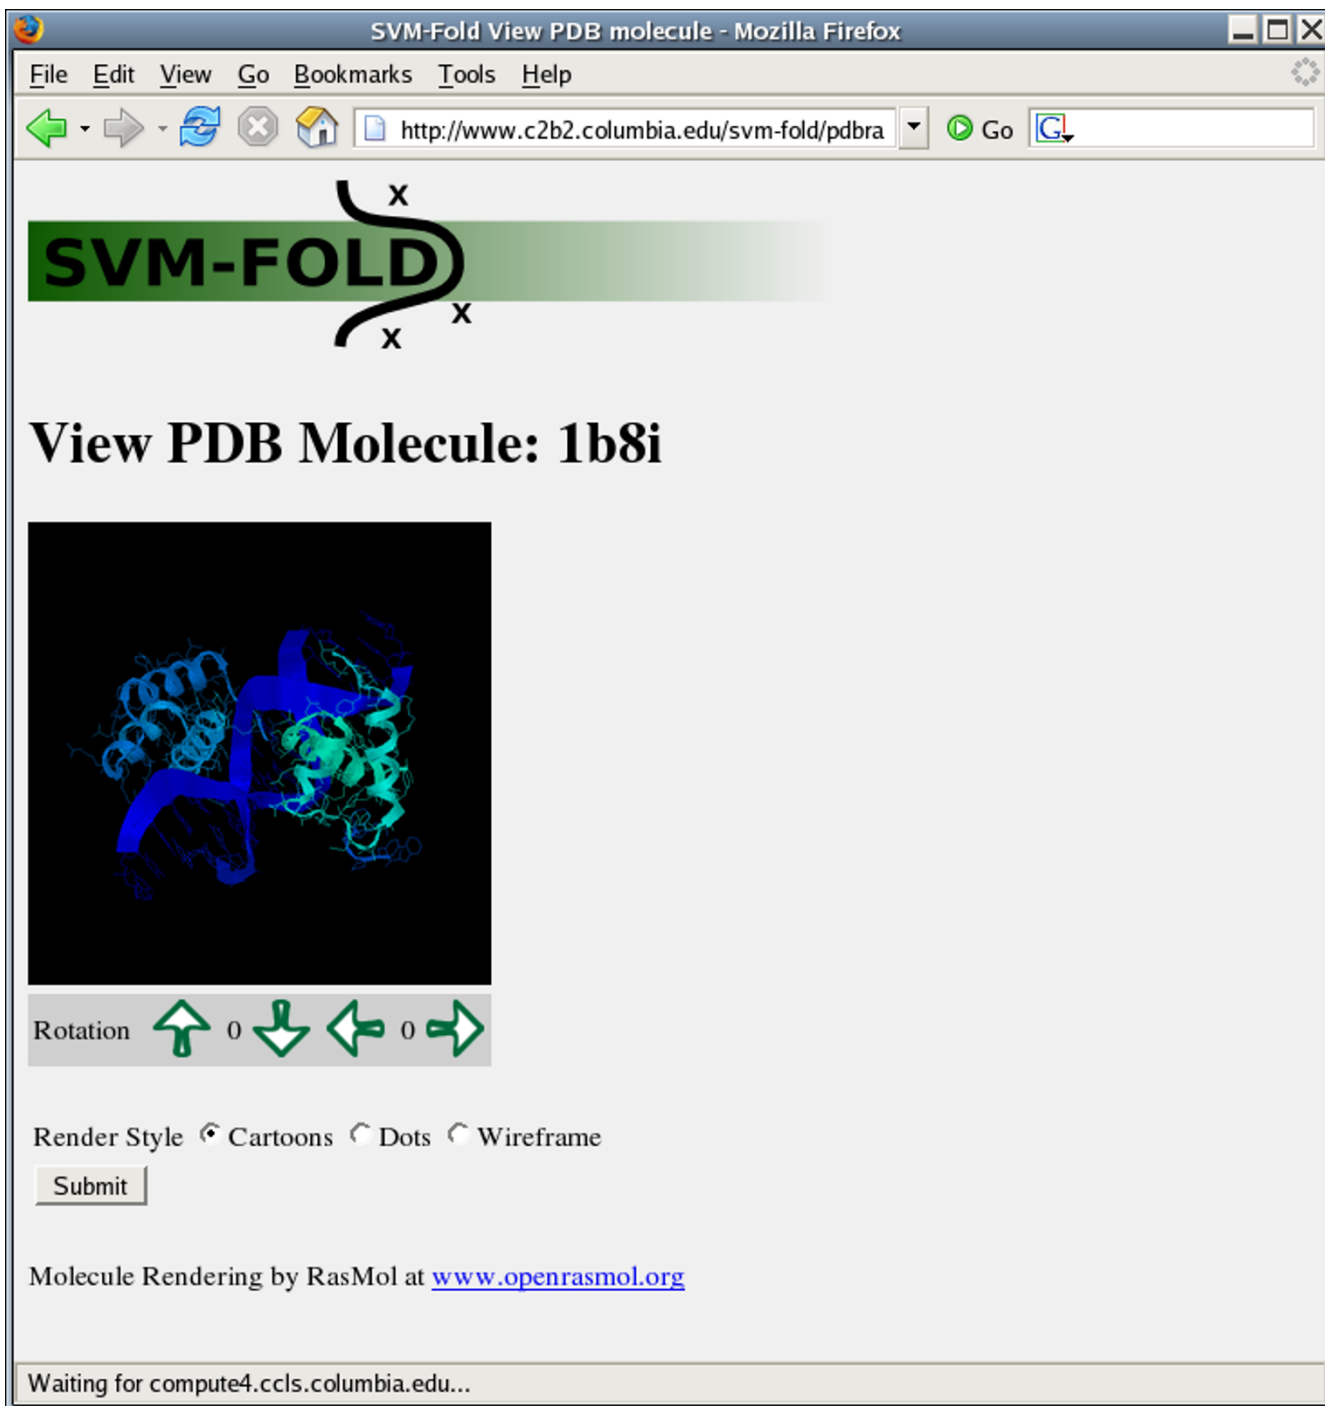 SVM-Fold View PDB molecule - Mozilla Firefox
File Edit View Go Bookmarks Tools Help
http://www.c2b2.columbia.edu/svm-fold/pdbra Go G
x
SVM-FOLD
x
x
View PDB Molecule: 1b8i
Rotation 0 0
Render Style Cartoons Dots Wireframe
Submit
Molecule Rendering by RasMol at www.openrasmol.org
Waiting for compute4.ccls.columbia.edu...